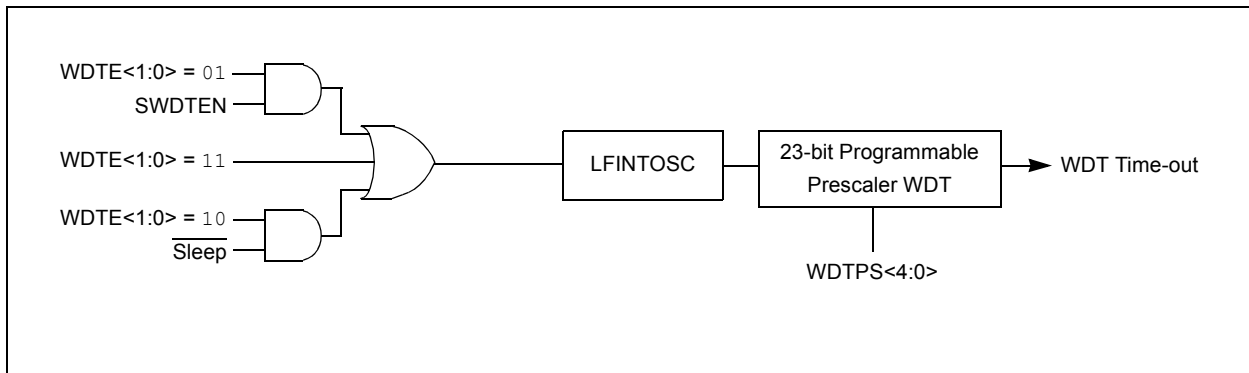 WDTE<1:0> = 01
SWDTEN
WDTE<1:0> = 11
WDTE<1:0> = 10
Sleep
LFINTOSC
23-bit Programmable
Prescaler WDT
WDT Time-out
WDTPS<4:0>